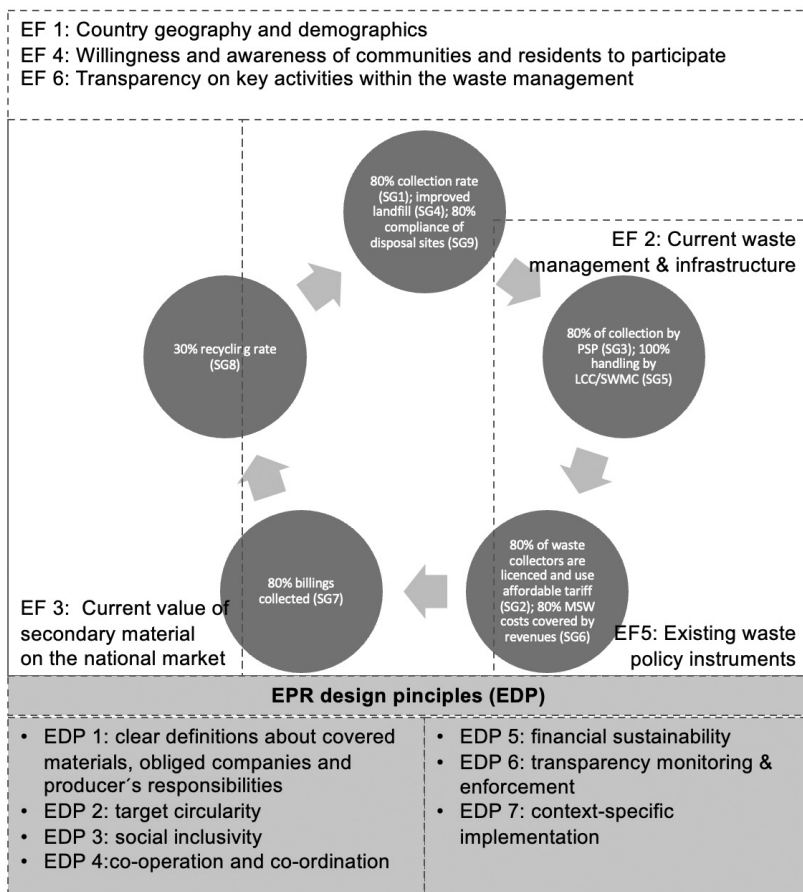 EF 1: Country geography and demographics
EF 4: Willingness and awareness of communities and residents to participate
EF 6: Transparency on key activities within the waste management
80% collection rate
(SG1); improved
landfill (SG4); 80%
compliance of
disposal sites (SG9)
EF 2: Current waste
management & infrastructure
80% of collection by
PSP (SG3); 100%
handling by
LCC/SWMC (SG5)
30% recycling rate
(SG8)
80% of waste
collectors are
licenced and use
affordable tariff
(SG2); 80% MSW
costs covered by
revenues (SG6)
80% billings
collected (SG7)
EF 3: Current value of
secondary material
on the national market
EF5: Existing waste
policy instruments
EPR design pinciples (EDP)
• EDP 1: clear definitions about covered
materials, obliged companies and
producer´s responsibilities
• EDP 2: target circularity
• EDP 3: social inclusivity
• EDP 4:co-operation and co-ordination
• EDP 5: financial sustainability
• EDP 6: transparency monitoring &
enforcement
• EDP 7: context-specific
implementation